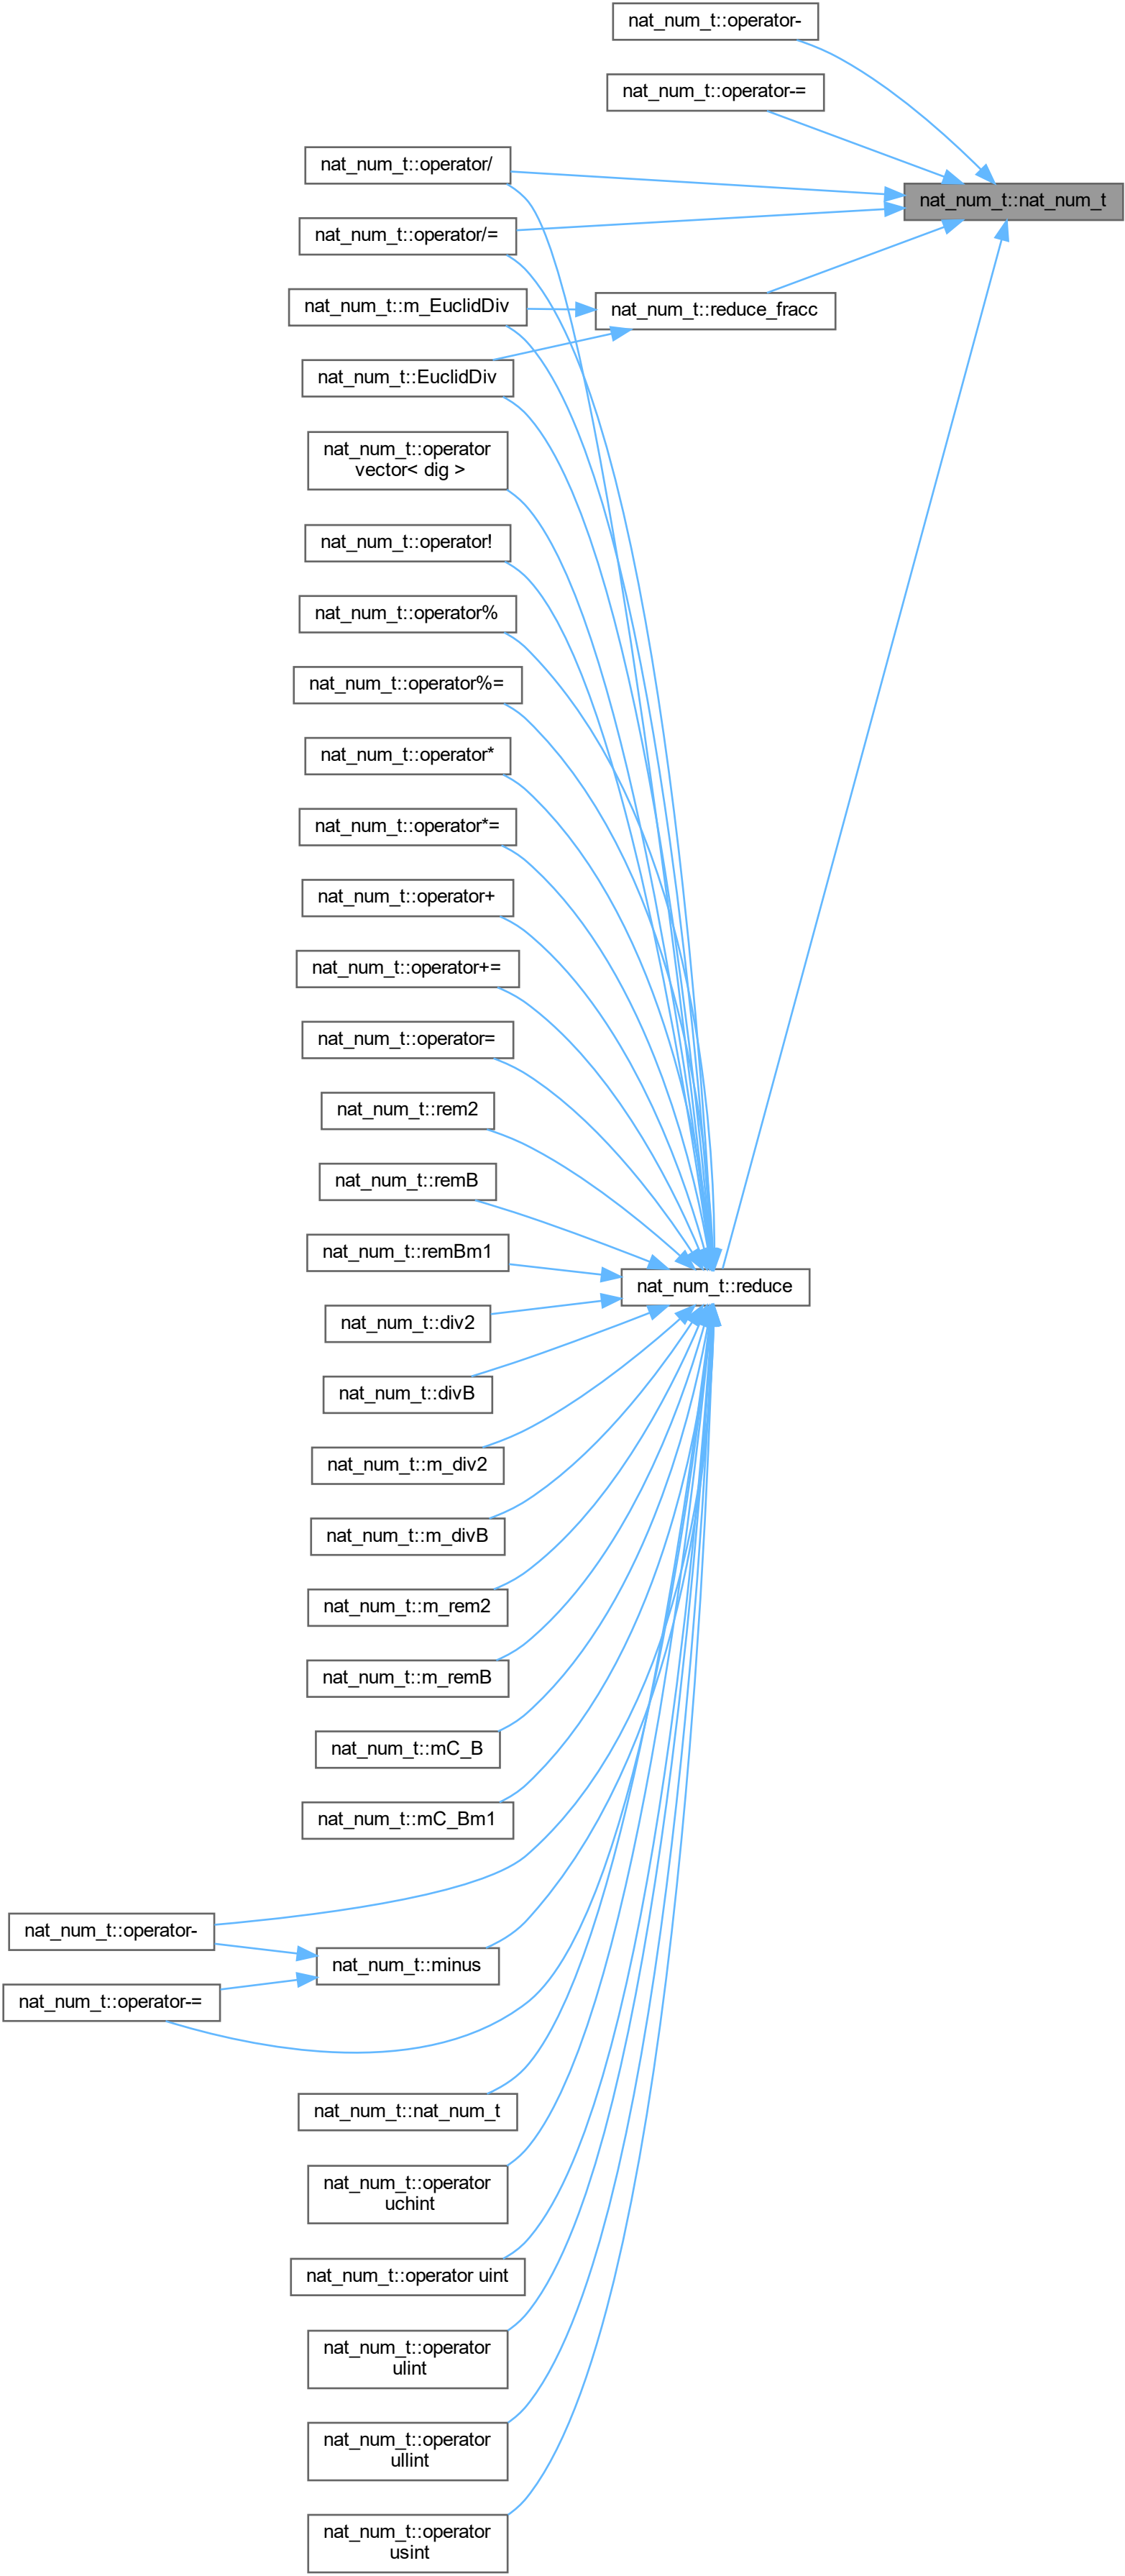 nat_num_t::operator-
nat_num_t::operator-=
nat_num_t::operator/
nat_num_t::nat_num_t
nat_num_t::operator/=
nat_num_t::m_EuclidDiv
nat_num_t::reduce_fracc
nat_num_t::EuclidDiv
nat_num_t::operator
vector< dig >
nat_num_t::operator!
nat_num_t::operator%
nat_num_t::operator%=
nat_num_t::operator*
nat_num_t::operator*=
nat_num_t::operator+
nat_num_t::operator+=
nat_num_t::operator=
nat_num_t::rem2
nat_num_t::remB
nat_num_t::remBm1
nat_num_t::reduce
nat_num_t::div2
nat_num_t::divB
nat_num_t::m_div2
nat_num_t::m_divB
nat_num_t::m_rem2
nat_num_t::m_remB
nat_num_t::mC_B
nat_num_t::mC_Bm1
nat_num_t::operator-
nat_num_t::minus
nat_num_t::operator-=
nat_num_t::nat_num_t
nat_num_t::operator
uchint
nat_num_t::operator uint
nat_num_t::operator
ulint
nat_num_t::operator
ullint
nat_num_t::operator
usint